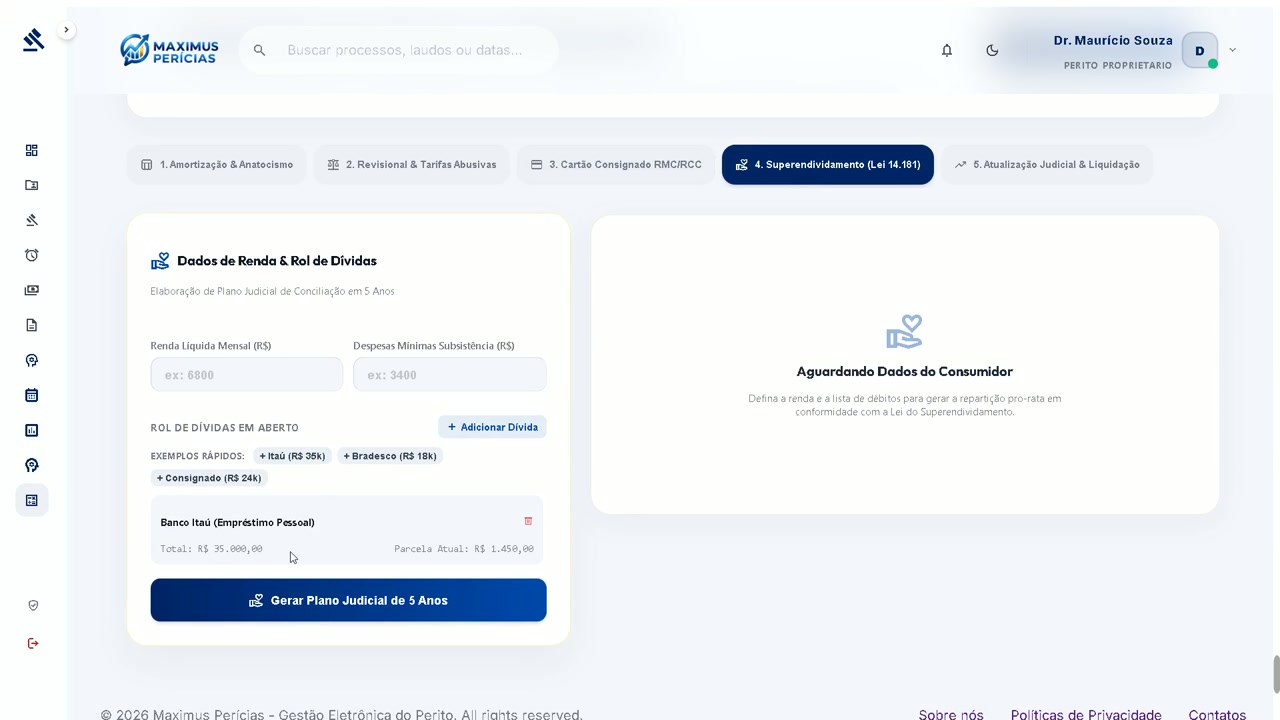 MAXIMUS
PERÍCIAS
Buscar processos, laudos ou datas...
Dr. Maurício Souza
PERITO PROPRIETARIO
D
1. Amortização & Anatocismo
2. Revisional & Tarifas Abusivas
3. Cartão Consignado RMC/RCC
4. Superendividamento (Lei 14.181)
5. Atualização Judicial & Liquidação
Dados de Renda & Rol de Dívidas
Elaboração de Plano Judicial de Conciliação em 5 Anos
Renda Líquida Mensal (R$)
Despesas Mínimas Subsistência (R$)
ex: 6800
ex: 3400
ROL DE DÍVIDAS EM ABERTO
+ Adicionar Dívida
EXEMPLOS RÁPIDOS:
+ Itaú (R$ 35k)
+ Bradesco (R$ 18k)
+ Consignado (R$ 24k)
Banco Itaú (Empréstimo Pessoal)
Total: R$ 35.000,00
Parcela Atual: R$ 1.450,00
Gerar Plano Judicial de 5 Anos
Aguardando Dados do Consumidor
Defina a renda e a lista de débitos para gerar a repartição pro-rata em
conformidade com a Lei do Superendividamento.
© 2026 Maximus Perícias - Gestão Eletrônica do Perito. All rights reserved.
Sobre nós
Políticas de Privacidade
Contatos